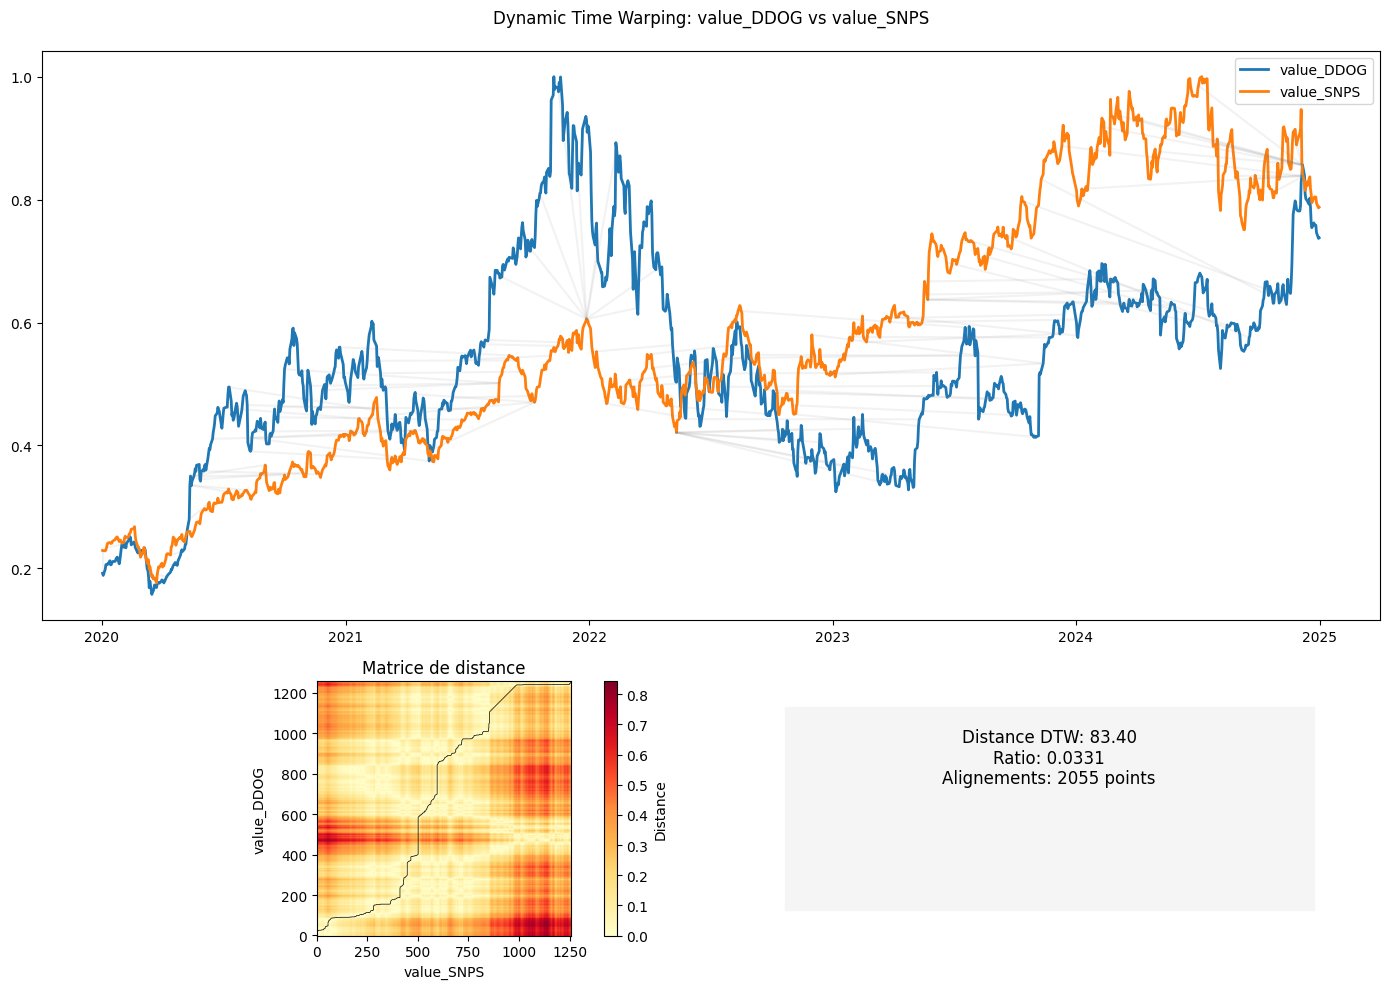 Dynamic Time Warping: value_DDOG vs value_SNPS
value_DDOG
value_SNPS
1.0
0.8
0.6
0.4
0.2
2020 2021 2022 2023 2024 2025
Matrice de distance
value_DDOG
1200
1000
800
600
400
200
0
0 250 500 750 1000 1250
value_SNPS
0.8
0.7
0.6
0.5
0.4
0.3
0.2
0.1
0.0
Distance
Distance DTW: 83.40
Ratio: 0.0331
Alignements: 2055 points